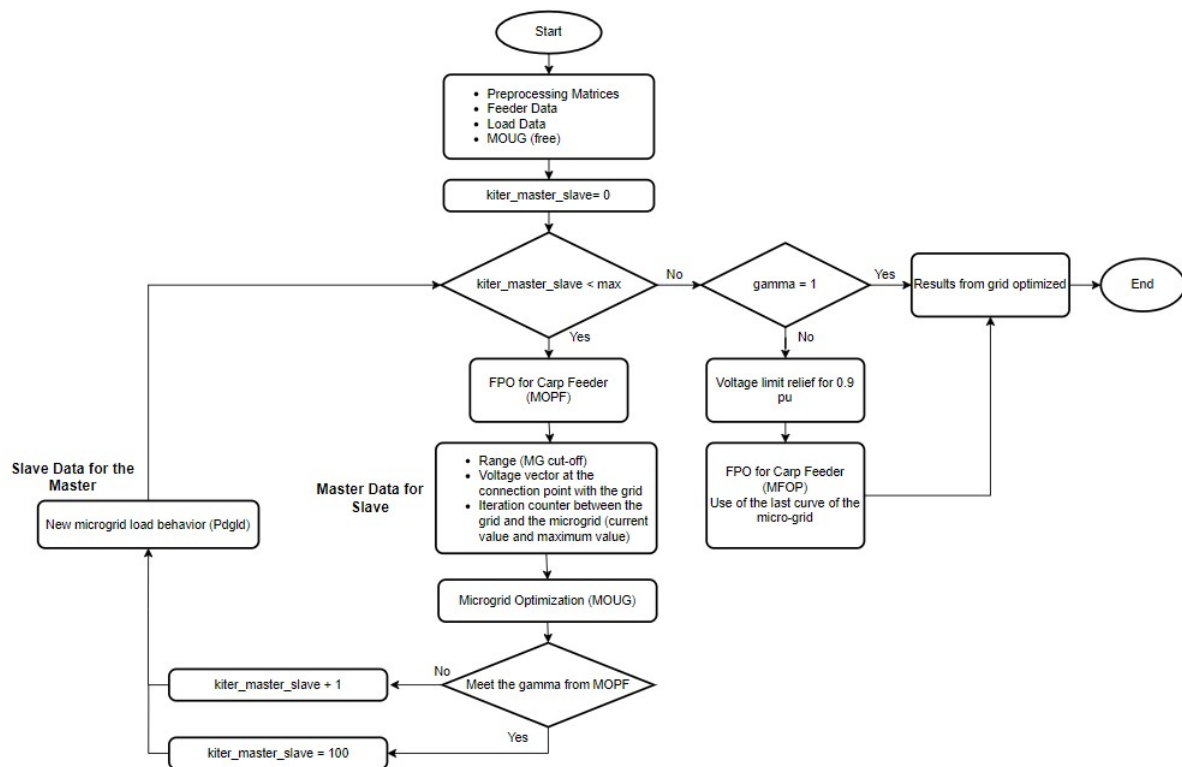 Start
• Preprocessing Matrices
• Feeder Data
• Load Data
• MOUG (free)
kiter_master_slave= 0
kiter_master_slave < max
No
gamma = 1
Yes
Results from grid optimized
End
Yes
No
FPO for Carp Feeder
(MOPF)
Voltage limit relief for 0.9
pu
Slave Data for the
Master
New microgrid load behavior (Pdgld)
Master Data for
Slave
• Range (MG cut-off)
• Voltage vector at the
connection point with the grid
• Iteration counter between the
grid and the microgrid (current
value and maximum value)
FPO for Carp Feeder
(MFOP)
Use of the last curve of the
micro-grid
Microgrid Optimization (MOUG)
Meet the gamma from MOPF
No
kiter_master_slave + 1
Yes
kiter_master_slave = 100